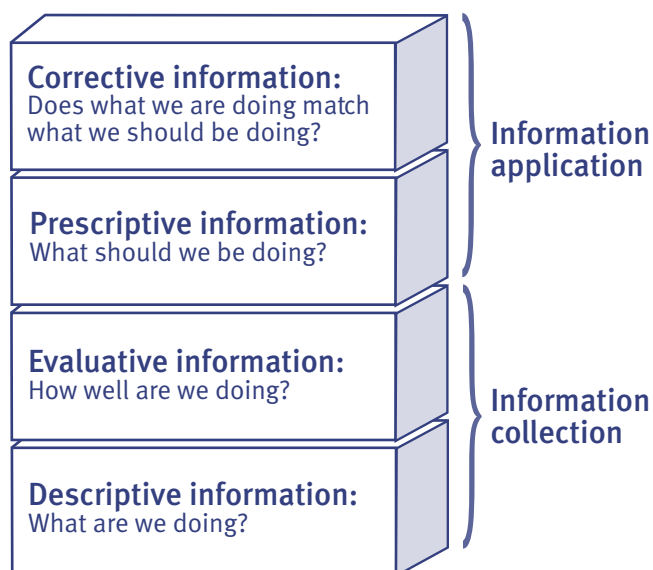 Corrective information:
Does what we are doing match
what we should be doing?
Information
application
Prescriptive information:
What should we be doing?
Evaluative information:
How well are we doing?
Information
collection
Descriptive information:
What are we doing?